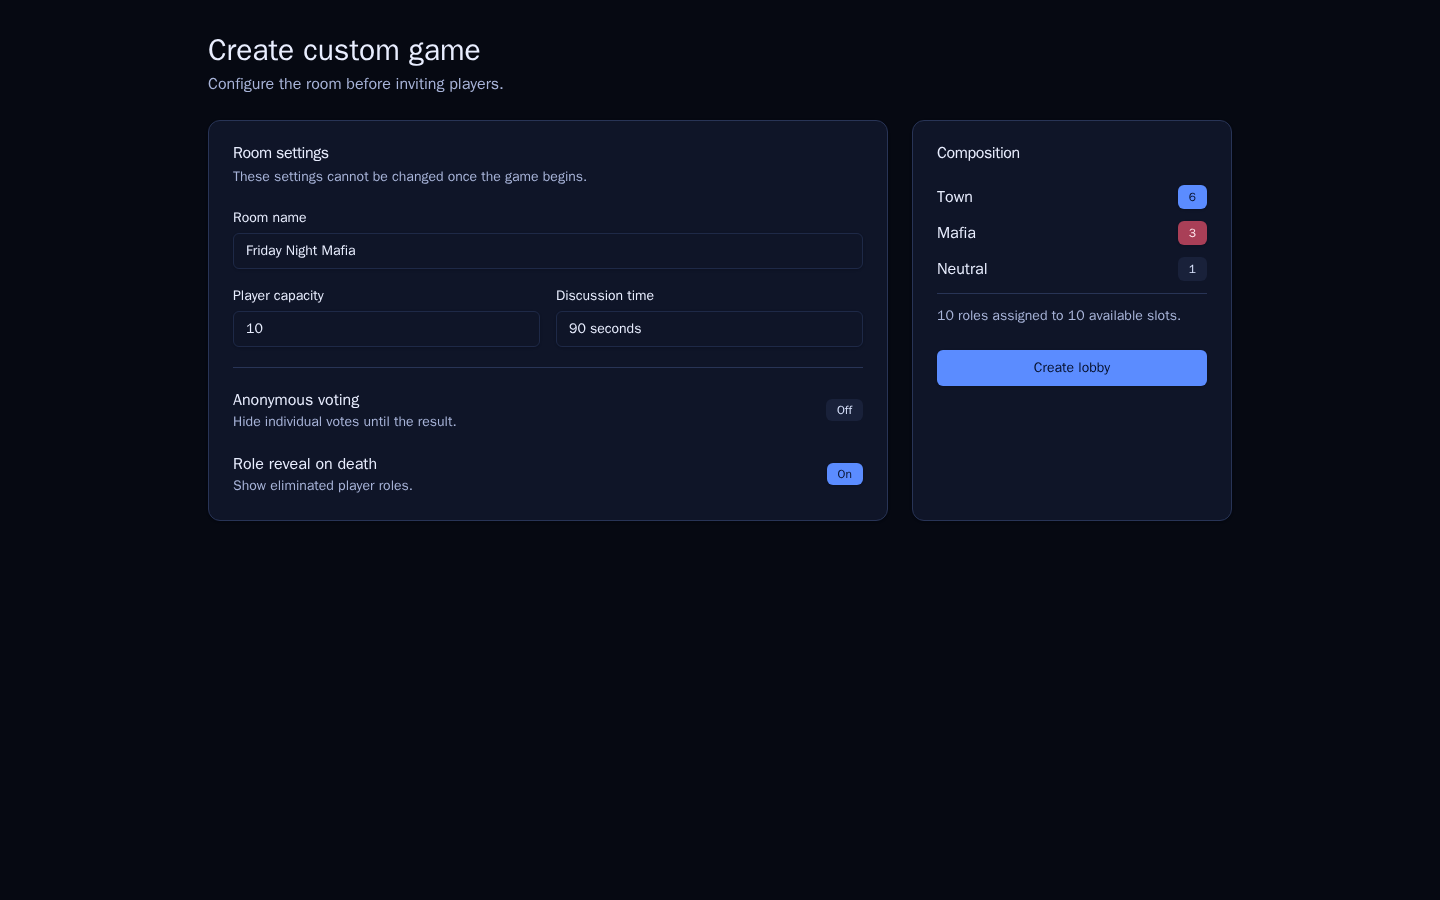 Create custom game
Configure the room before inviting players.
Room settings
These settings cannot be changed once the game begins.
Room name
Friday Night Mafia
Player capacity
Discussion time
10
90 seconds
Anonymous voting
Hide individual votes until the result.
Off
Role reveal on death
Show eliminated player roles.
On
Composition
Town 6
Mafia 3
Neutral 1
10 roles assigned to 10 available slots.
Create lobby